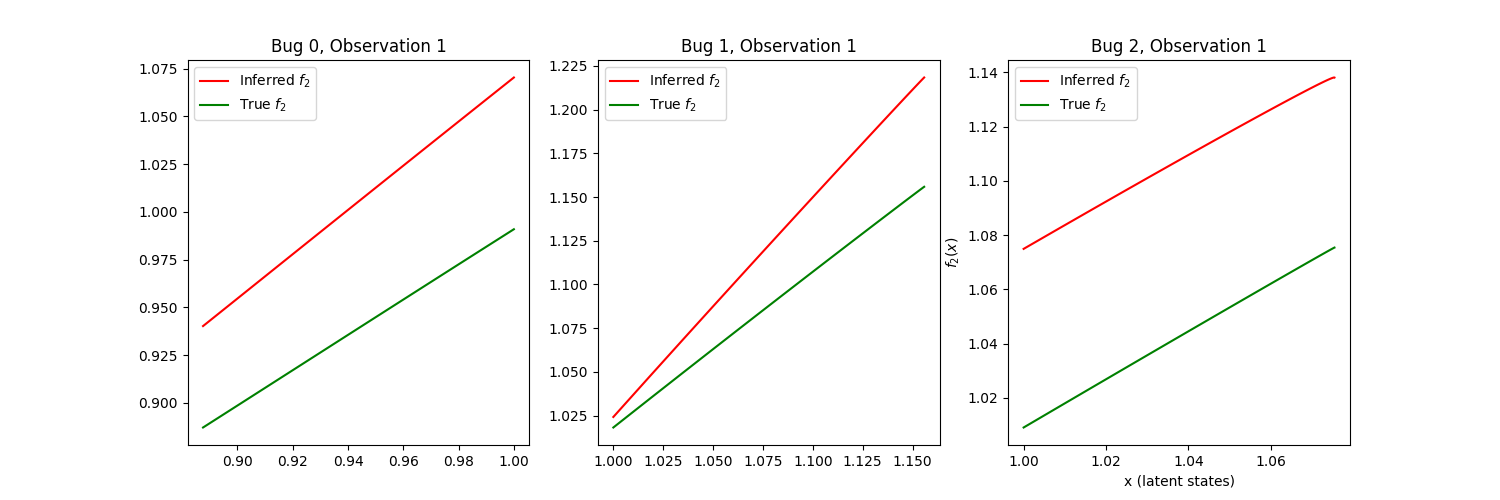 Bug 0, Observation 1
Inferred f₂
True f₂
1.075
1.050
1.025
1.000
0.975
0.950
0.925
0.900
0.90 0.92 0.94 0.96 0.98 1.00
Bug 1, Observation 1
Inferred f₂
True f₂
1.225
1.200
1.175
1.150
1.125
1.100
1.075
1.050
1.025
1.000 1.025 1.050 1.075 1.100 1.125 1.150
Bug 2, Observation 1
Inferred f₂
True f₂
f₂(x)
1.14
1.12
1.10
1.08
1.06
1.04
1.02
1.00 1.02 1.04 1.06
x (latent states)